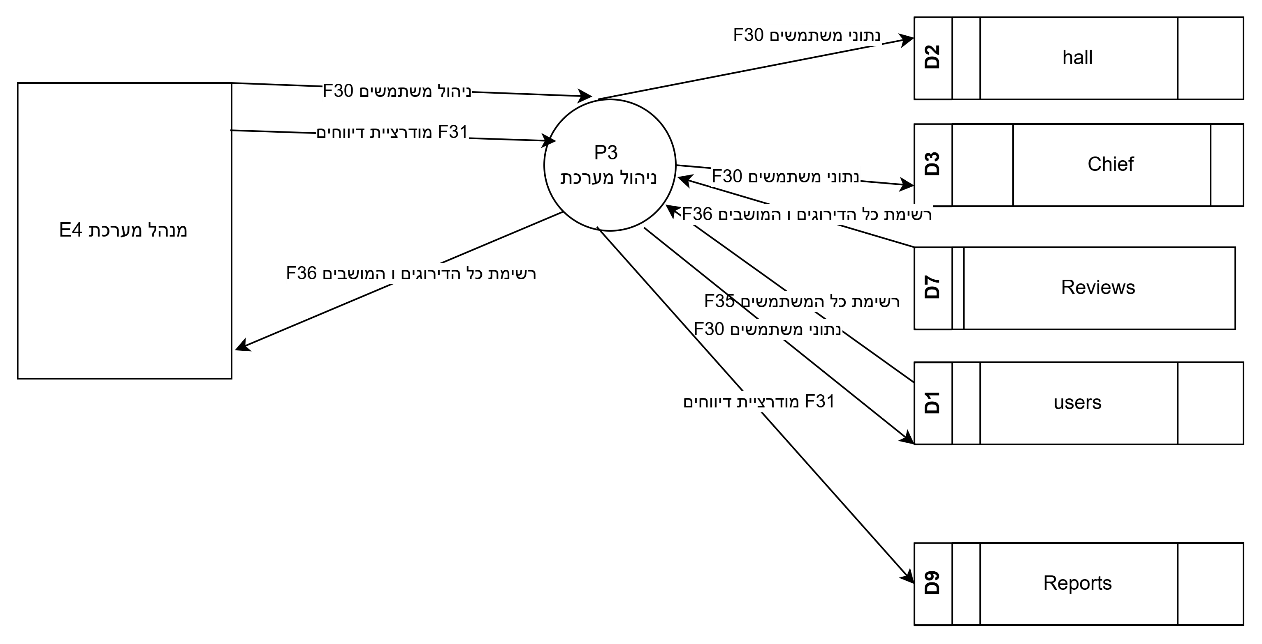 נתוני משתמשים F30
D2
hall
ניהול משתמשים F30
מודרציית דיווחים F31
P3
ניהול מערכת
D3
Chief
נתוני משתמשים F30
רשימת כל הדירוגים ו המושבים F36
מנהל מערכת E4
רשימת כל הדירוגים ו המושבים F36
D7
Reviews
רשימת כל המשתמשים F35
נתוני משתמשים F30
D1
users
מודרציית דיווחים F31
D9
Reports